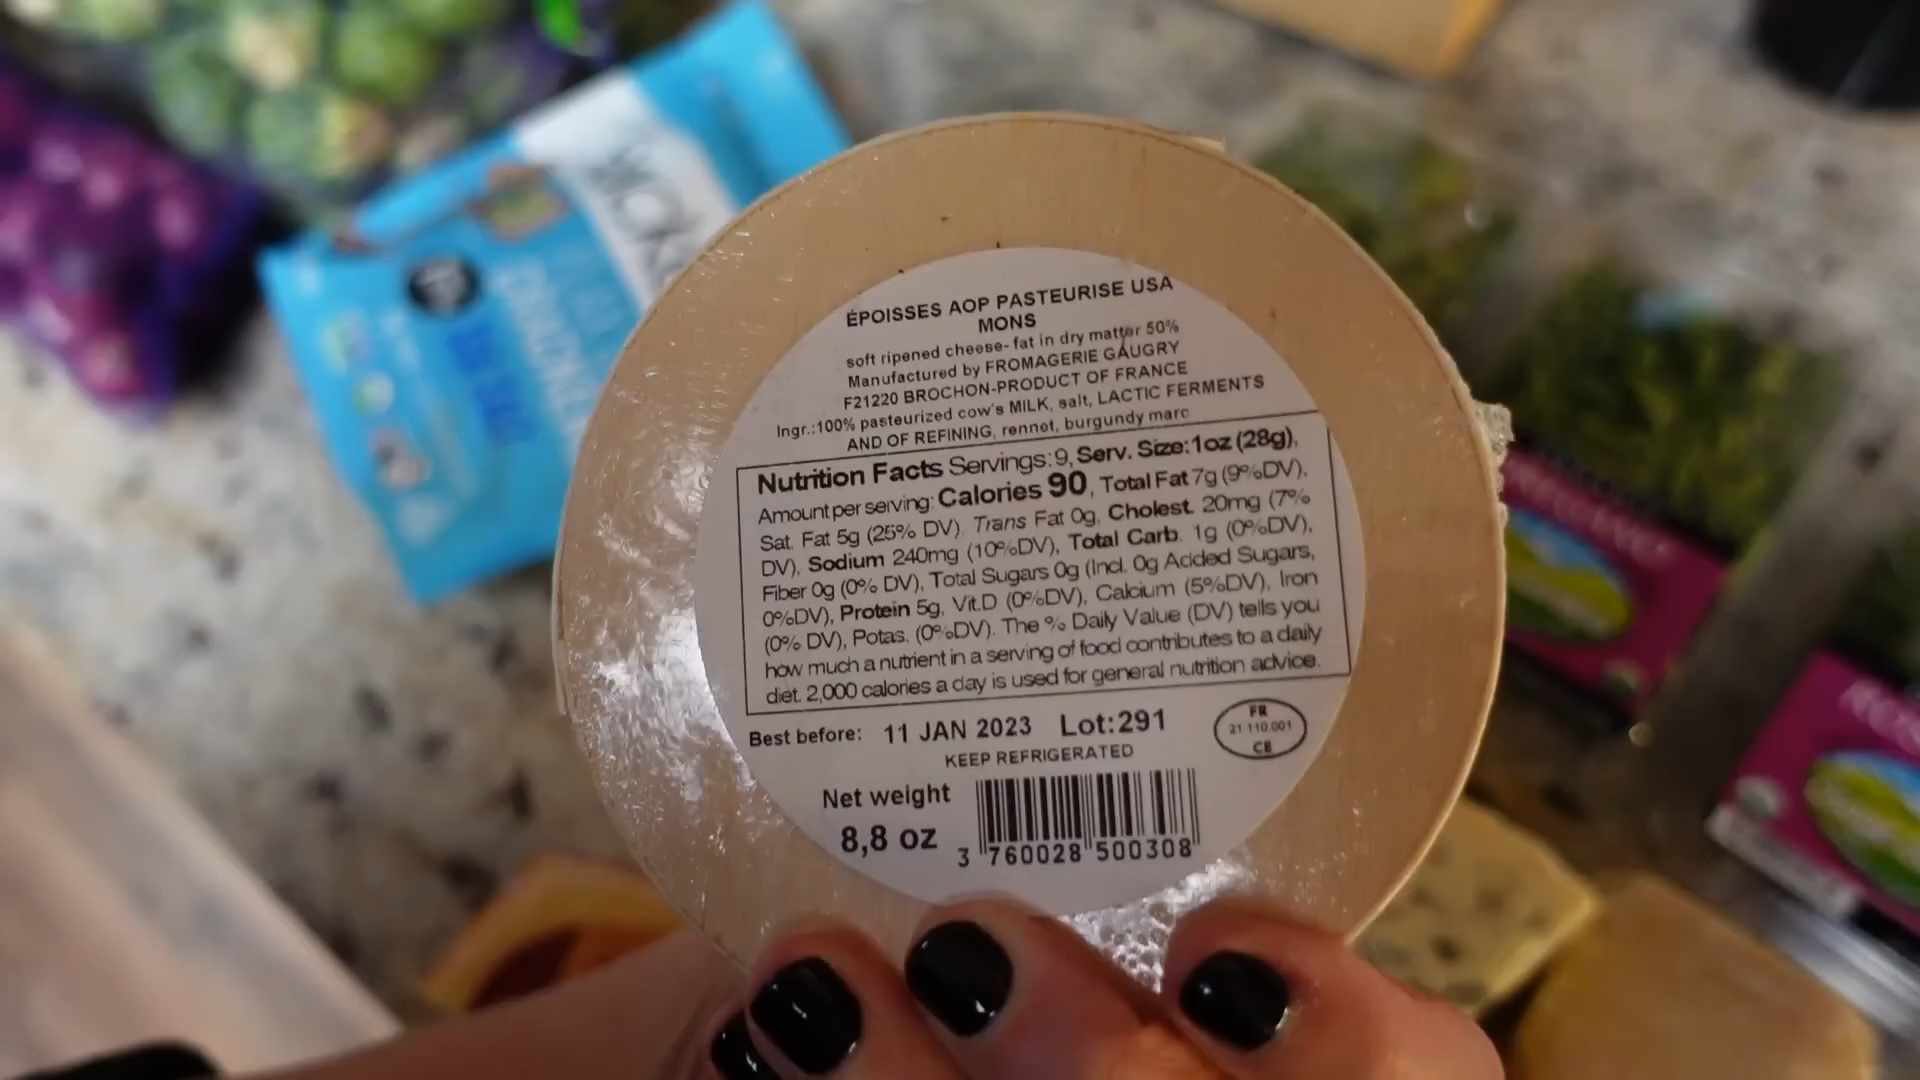 ÉPOISSES AOP PASTEURISE USA
MONS
soft ripened cheese- fat in dry matter 50%
Manufactured by FROMAGERIE GAUGRY
F21220 BROCHON-PRODUCT OF FRANCE
Ingr.:100% pasteurized cow's MILK, salt, LACTIC FERMENTS
AND OF REFINING, rennet, burgundy marc
Nutrition Facts Servings: 9, Serv. Size: 1oz (28g),
Amount per serving: Calories 90, Total Fat 7g (9%DV),
Sat. Fat 5g (25% DV). Trans Fat 0g, Cholest. 20mg (7%
DV), Sodium 240mg (10%DV), Total Carb. 1g (0%DV),
Fiber 0g (0% DV), Total Sugars 0g (Incl. 0g Added Sugars,
0%DV), Protein 5g, Vit.D (0%DV), Calcium (5%DV), Iron
(0% DV), Potas. (0%DV). The % Daily Value (DV) tells you
how much a nutrient in a serving of food contributes to a daily
diet. 2,000 calories a day is used for general nutrition advice.
Best before: 11 JAN 2023 Lot:291
KEEP REFRIGERATED
FR
21 110 001
CE
Net weight
8,8 oz
3 760028 500308